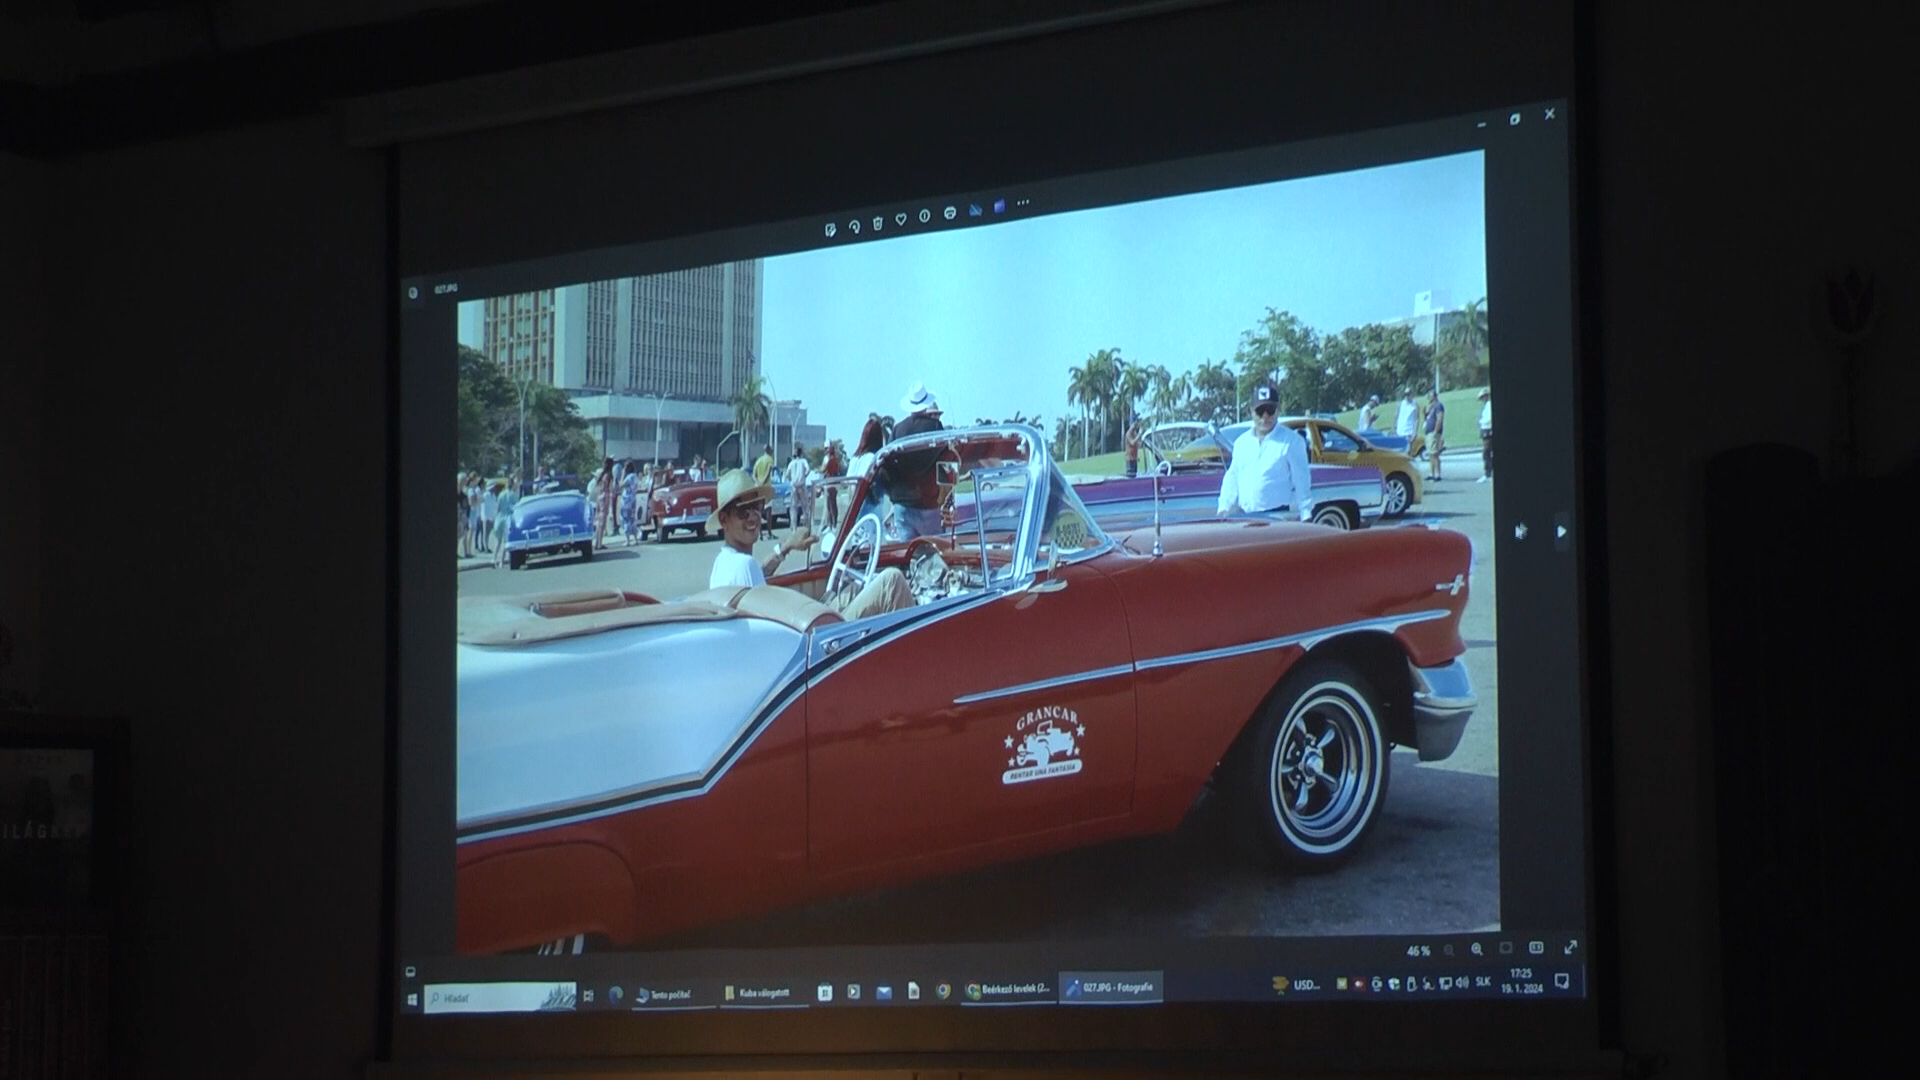 027.JPG
GRANCAR
RENTAR UNA FANTASIA
46 %
Hľadať
Tento počítač
Kuba válogatott
Beérkező levelek (2...
027.JPG - Fotografie
USD...
SLK
17:25
19. 1. 2024